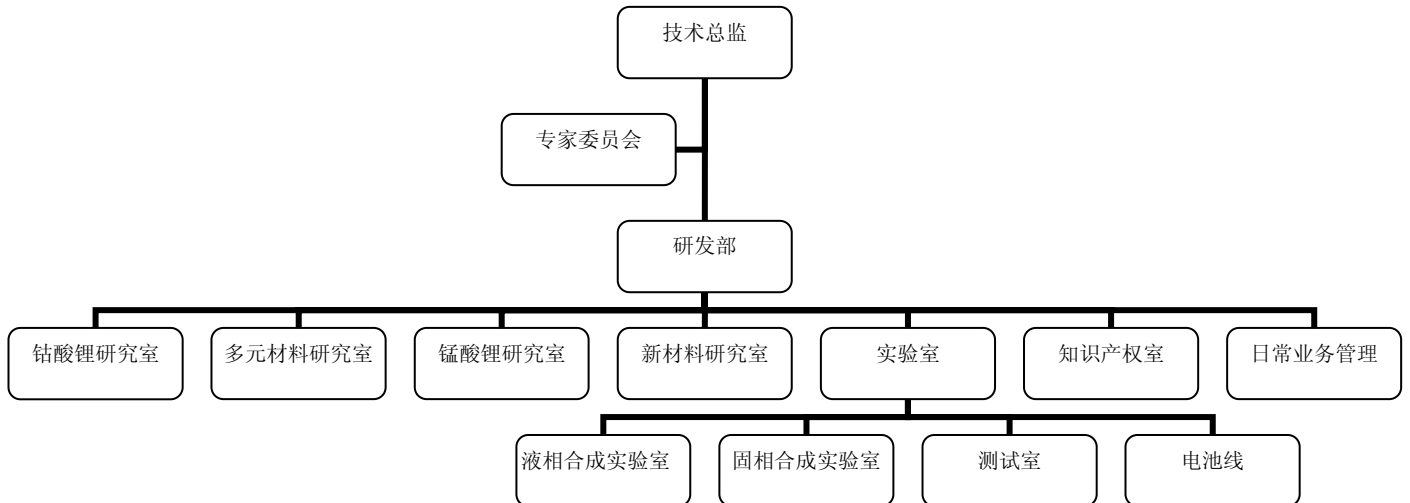 技术总监
专家委员会
研发部
钴酸锂研究室
多元材料研究室
锰酸锂研究室
新材料研究室
实验室
知识产权室
日常业务管理
液相合成实验室
固相合成实验室
测试室
电池线